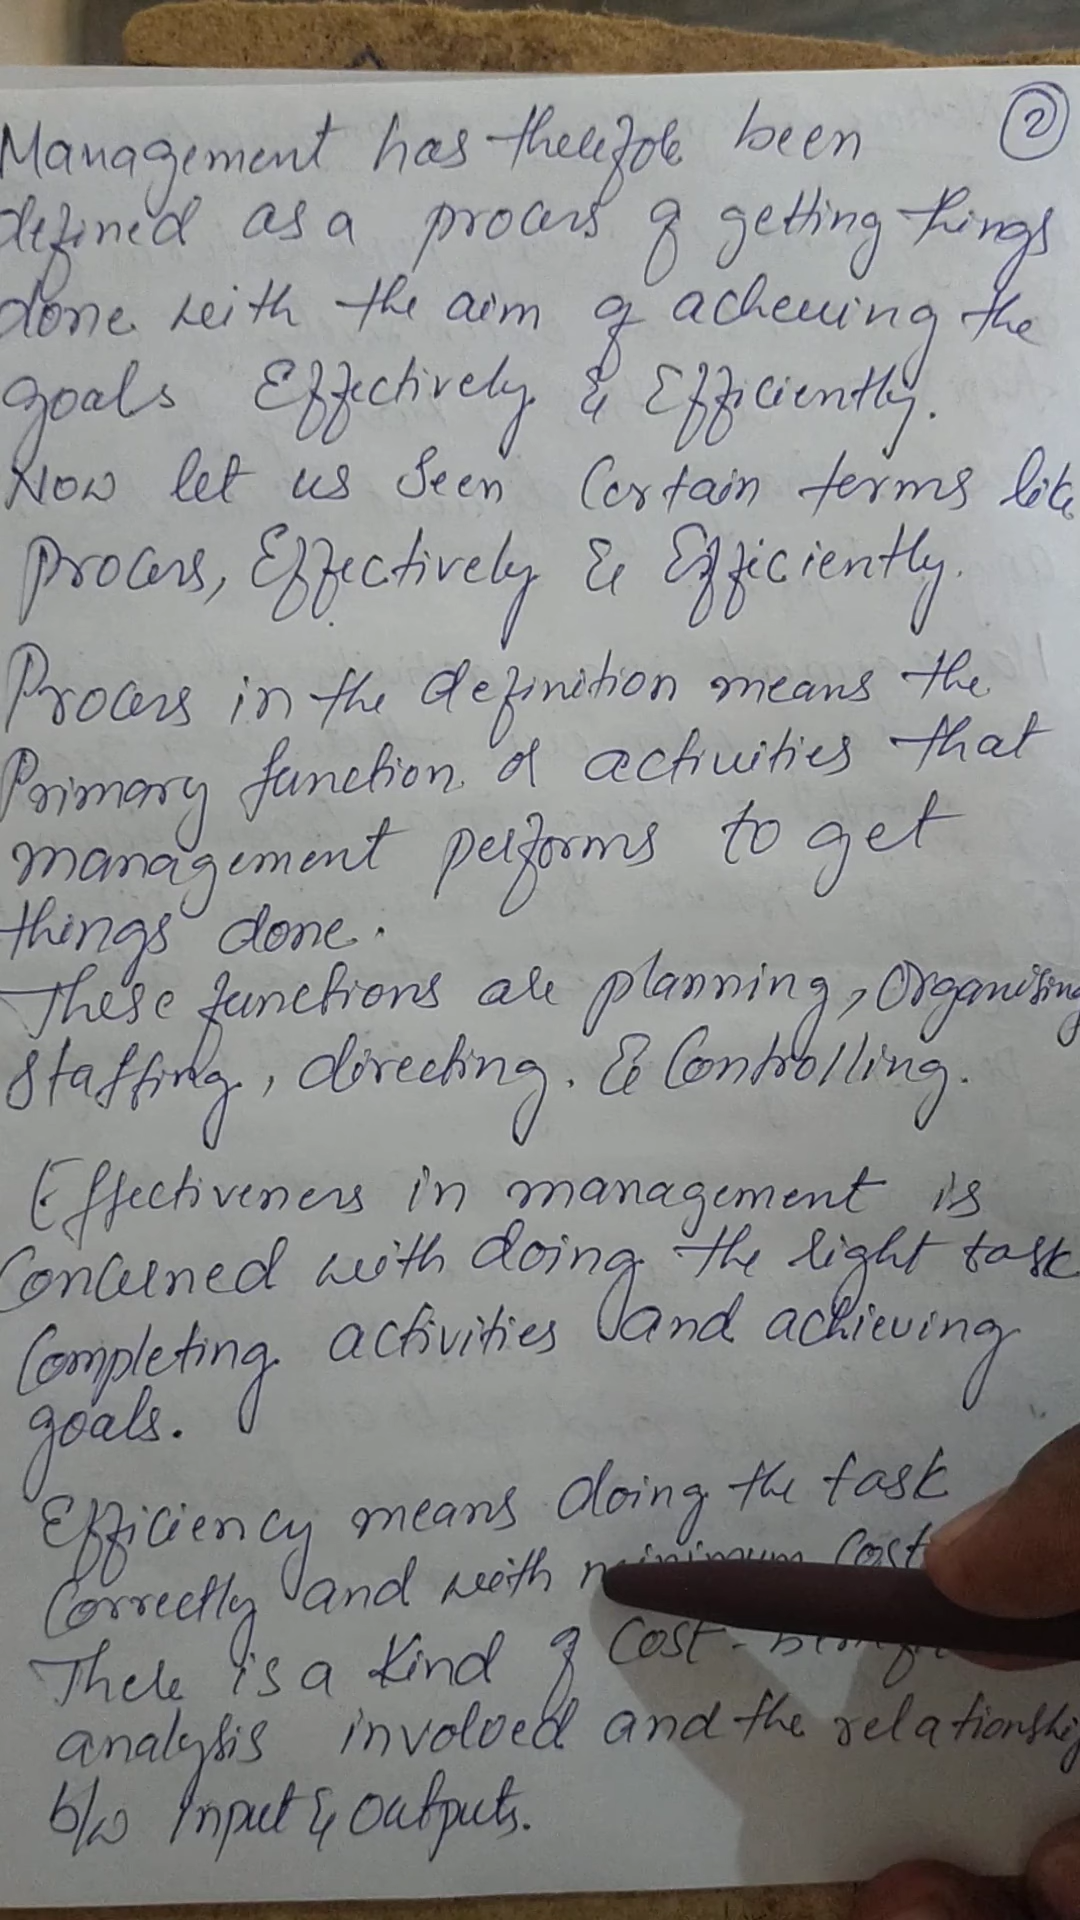 2
Management has therefore been
defined as a process of getting things
done with the aim of acheiving the
goals Effectively & Efficiently.
Now let us seen Certain terms like
Process, Effectively & Efficiently.
Process in the definition means the
Primary function or activities that
management performs to get
things done.
These functions are planning, Organising
staffing, directing, & Controlling.
Effectiveness in management is
Concerned with doing the right task
Completing activities and achieving
goals.
Efficiency means doing the task
Correctly and with minimum Cost
There is a kind of Cost-benefit
analysis involved and the relationship
b/w Input & Outputs.